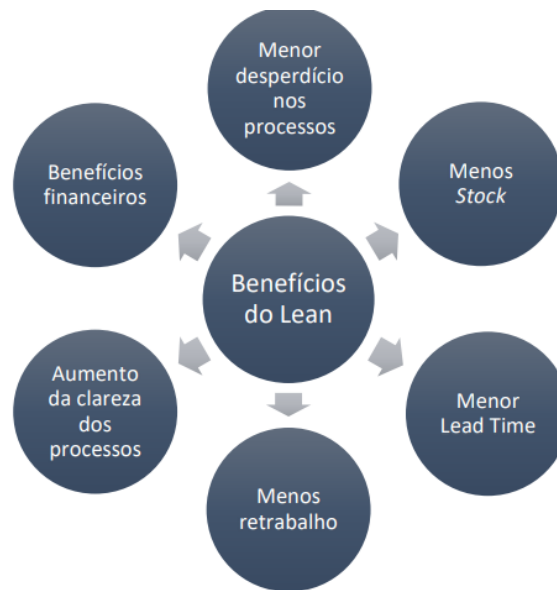 Menor
desperdício
nos
processos
Benefícios
financeiros
Menos
Stock
Benefícios
do Lean
Aumento
da clareza
dos
processos
Menor
Lead Time
Menos
retrabalho